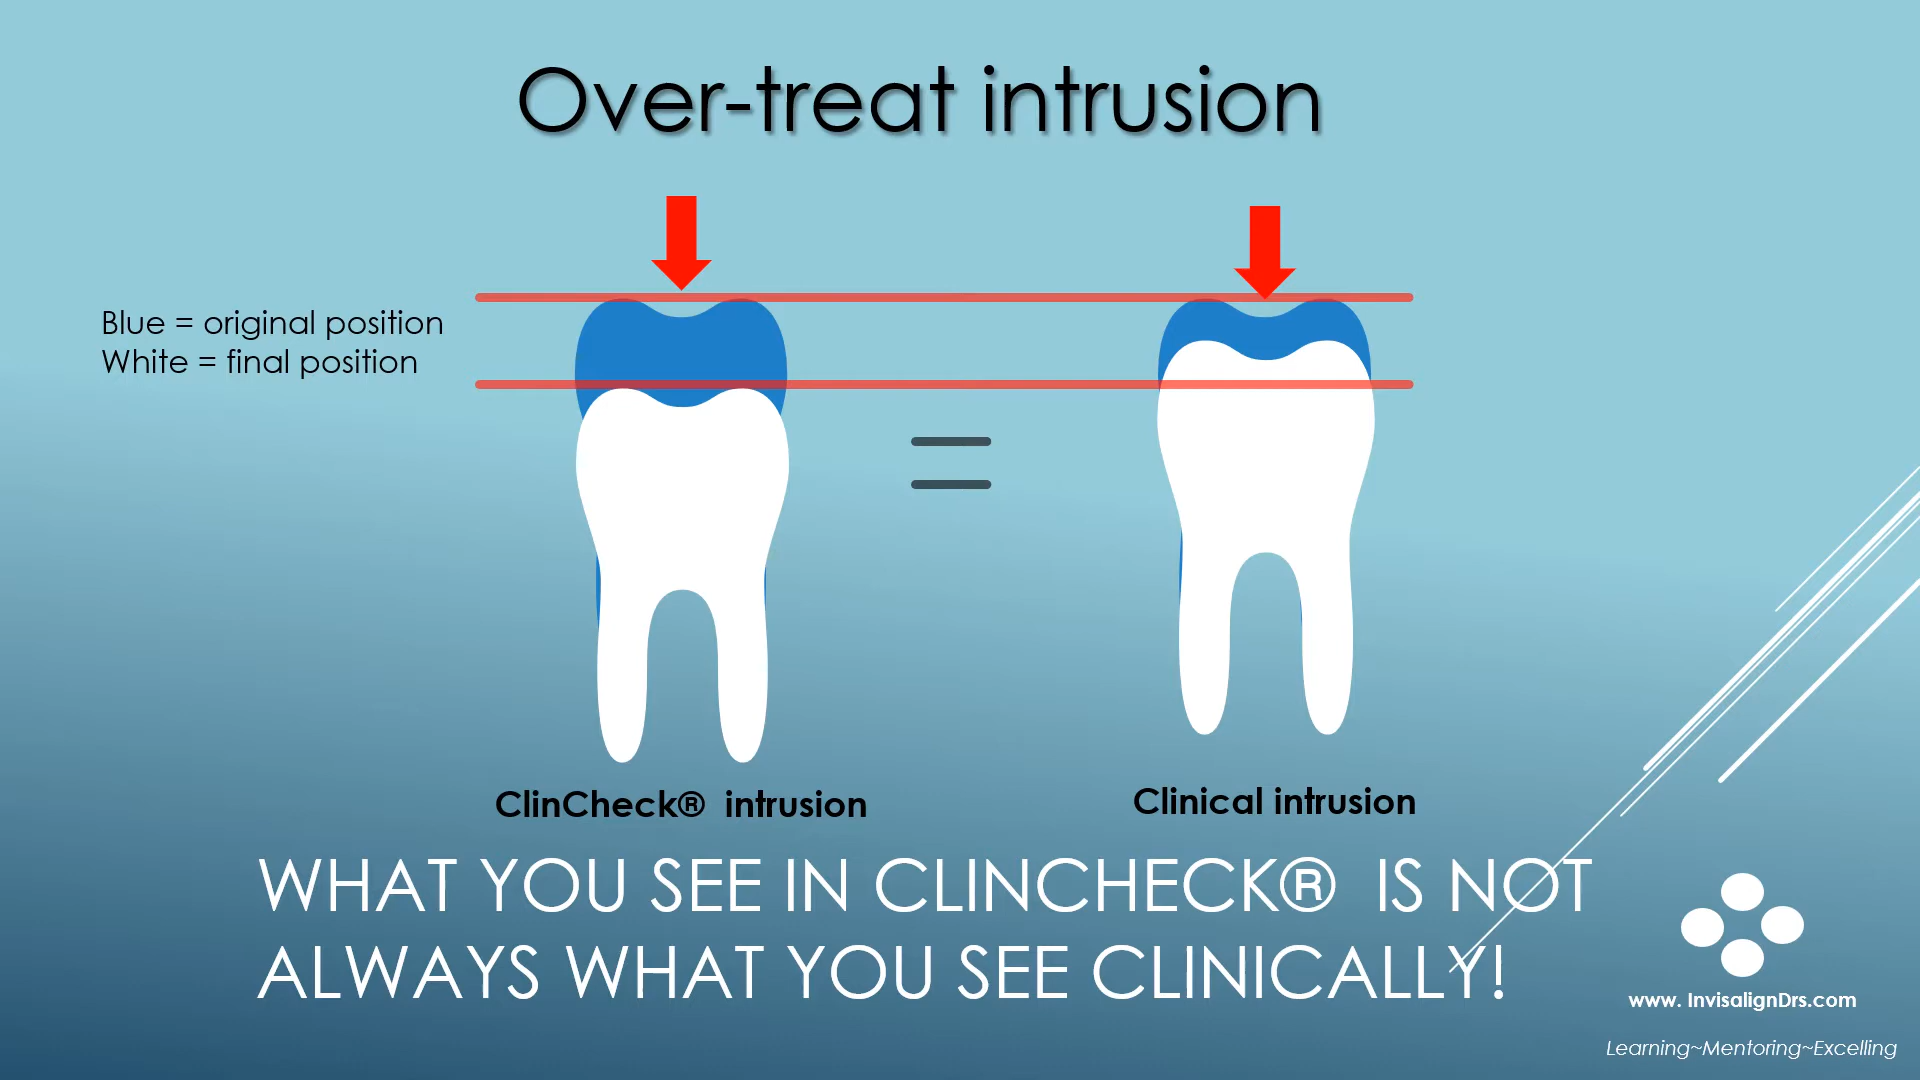 Over-treat intrusion
Blue = original position
White = final position
ClinCheck® intrusion
Clinical intrusion
WHAT YOU SEE IN CLINCHECK® IS NOT
ALWAYS WHAT YOU SEE CLINICALLY!
www. InvisalignDrs.com
Learning~Mentoring~Excelling